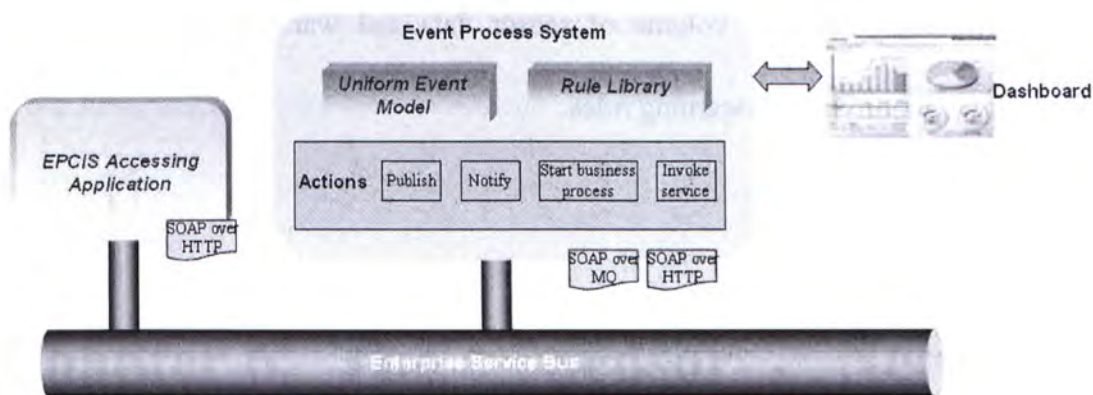 Event Process System
Uniform Event
Model
Rule Library
Dashboard
EPCIS Accessing
Application
Actions
Publish
Notify
Start business
process
Invoke
service
SOAP over
HTTP
SOAP over
MQ
SOAP over
HTTP
Enterprise Service Bus